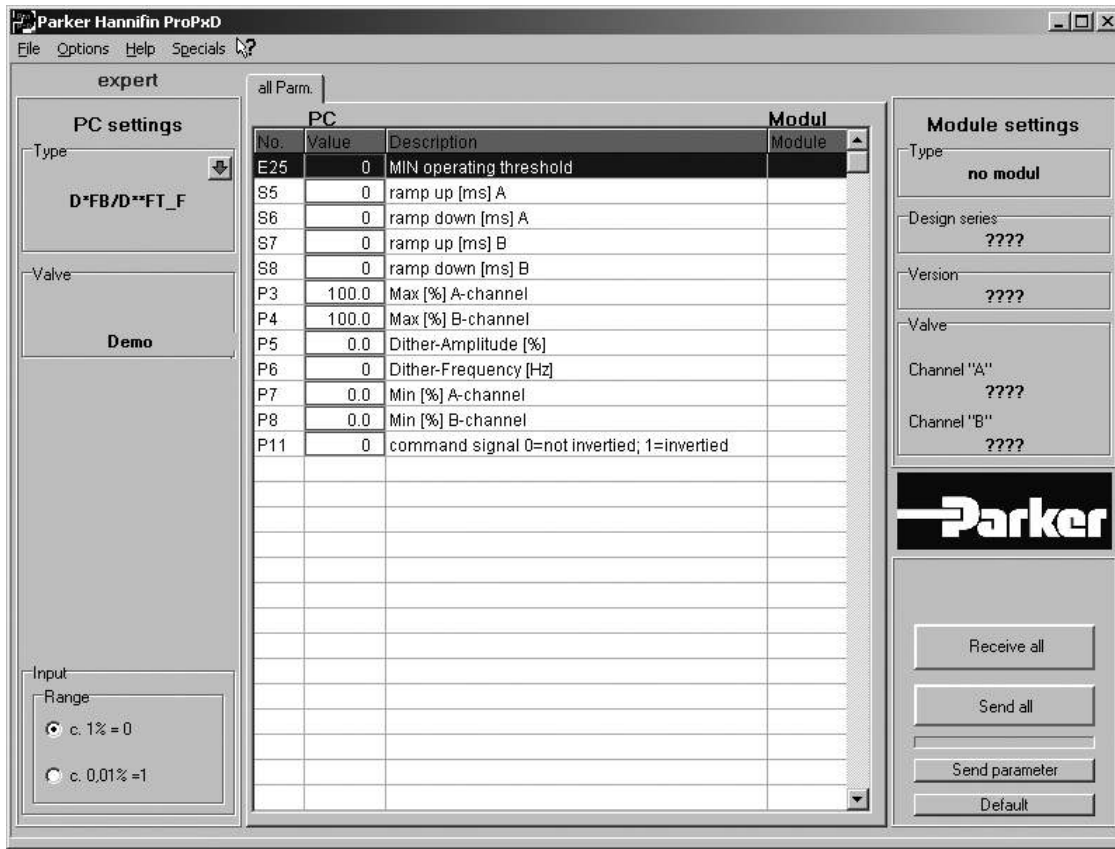 Parker Hannifin ProPxD
File Options Help Specials ?
expert
PC settings
Type
D*FB/D**FT_F
Valve
Demo
Input
Range
c. 1% = 0
c. 0,01% =1
all Parm.
PC Modul
No. Value Description Module
E25 0 MIN operating threshold
S5 0 ramp up [ms] A
S6 0 ramp down [ms] A
S7 0 ramp up [ms] B
S8 0 ramp down [ms] B
P3 100.0 Max [%] A-channel
P4 100.0 Max [%] B-channel
P5 0.0 Dither-Amplitude [%]
P6 0 Dither-Frequency [Hz]
P7 0.0 Min [%] A-channel
P8 0.0 Min [%] B-channel
P11 0 command signal 0=not invertied; 1=invertied
Module settings
Type
no modul
Design series
????
Version
????
Valve
Channel "A"
????
Channel "B"
????
Parker
Receive all
Send all
Send parameter
Default